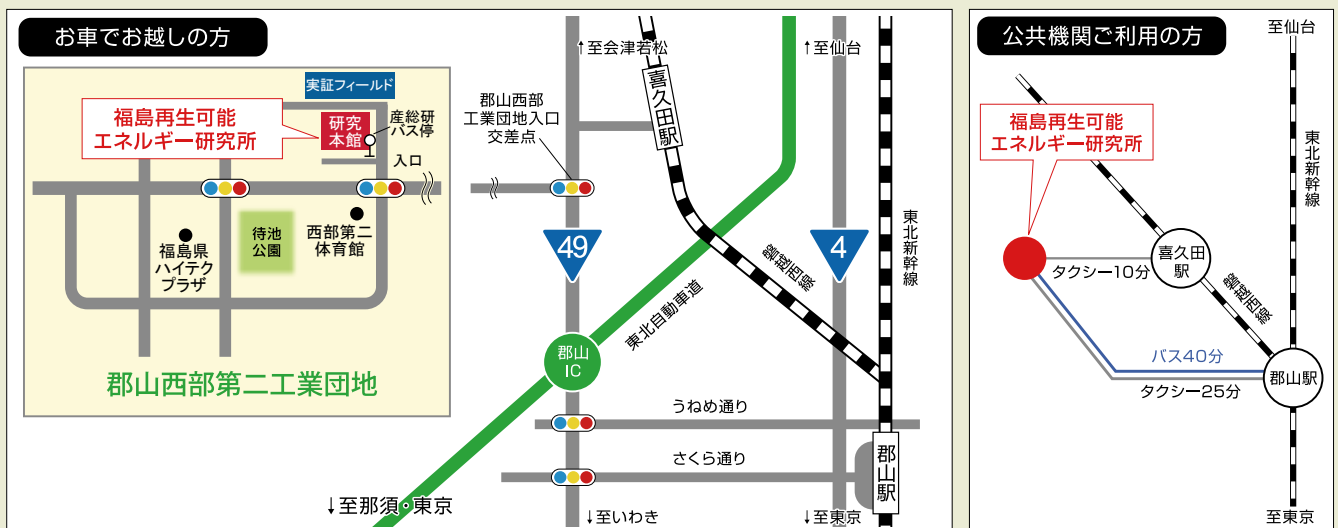 お車でお越しの方
実証フィールド
福島再生可能
エネルギー研究所
研究
本館
産総研
バス停
入口
福島県
ハイテク
プラザ
待池
公園
西部第二
体育館
郡山西部第二工業団地
↑至会津若松
郡山西部
工業団地入口
交差点
喜久田駅
↑至仙台
49
4
東北新幹線
磐越西線
東北自動車道
郡山
IC
うねめ通り
さくら通り
郡山駅
↓至那須・東京
↓至いわき
↓至東京
公共機関ご利用の方
至仙台
福島再生可能
エネルギー研究所
東北新幹線
喜久田
駅
タクシー10分
磐越西線
バス40分
タクシー25分
郡山駅
至東京